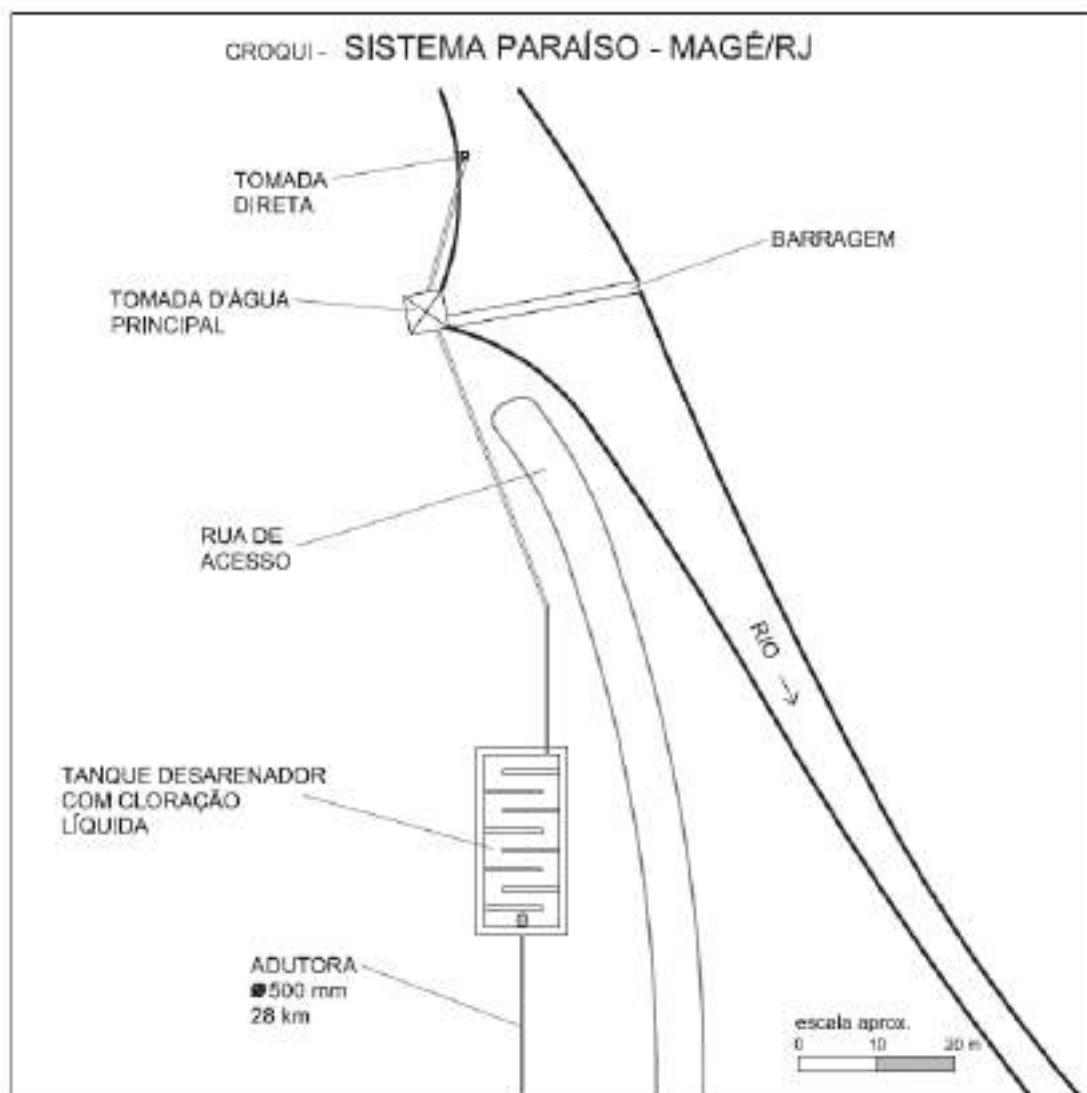 CROQUI - SISTEMA PARAÍSO - MAGÉ/RJ
TOMADA
DIRETA
BARRAGEM
TOMADA D'ÁGUA
PRINCIPAL
RUA DE
ACESSO
RIO →
TANQUE DESARENADOR
COM CLORAÇÃO
LÍQUIDA
ADUTORA
Ø500 mm
28 km
escala aprox.
0 10 20 m